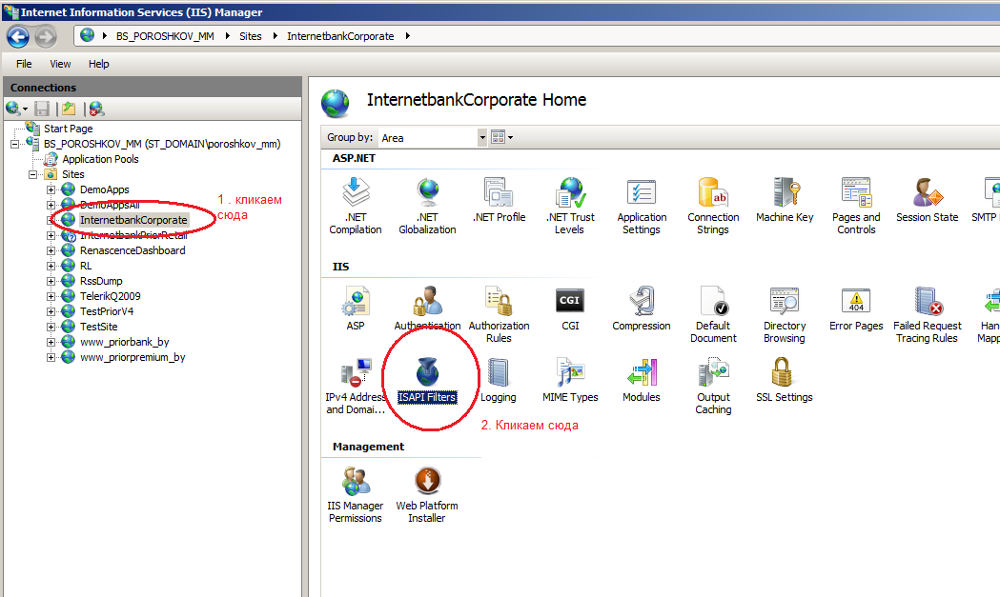 Internet Information Services (IIS) Manager
BS_POROSHKOV_MM Sites InternetbankCorporate
File View Help
Connections
Start Page
BS_POROSHKOV_MM (ST_DOMAIN\poroshkov_mm)
Application Pools
Sites
DemoApps
DemoAppsAll
InternetbankCorporate
InternetbankPriorRetail
RenascenceDashboard
RL
RssDump
TelerikQ2009
TestPriorV4
TestSite
www_priorbank_by
www_priorpremium_by
1 . кликаем
сюда
InternetbankCorporate Home
Group by: Area
ASP.NET
.NET Compilation
.NET Globalization
.NET Profile
.NET Trust Levels
Application Settings
Connection Strings
ab
Machine Key
Pages and Controls
Session State
SMTP
IIS
ASP
Authentication
Authorization Rules
CGI
CGI
Compression
Default Document
Directory Browsing
404
Error Pages
Failed Request Tracing Rules
Han
Mapp
IPv4 Address and Domai...
ISAPI Filters
Logging
MIME Types
Modules
Output Caching
SSL Settings
2. Кликаем сюда
Management
IIS Manager Permissions
Web Platform Installer